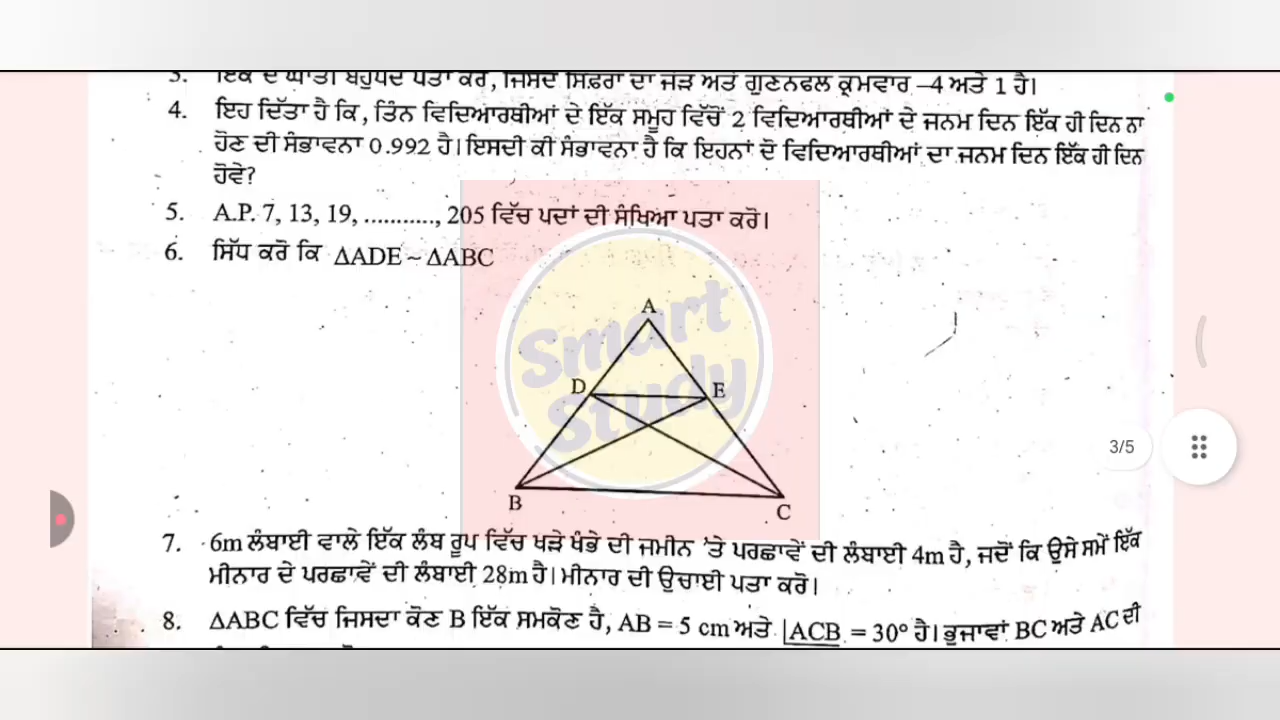 3. ਇੱਕ ਦੋ ਘਾਤੀ ਬਹੁਪਦ ਪਤਾ ਕਰੋ, ਜਿਸਦੇ ਸਿਫ਼ਰਾਂ ਦਾ ਜੋੜ ਅਤੇ ਗੁਣਨਫਲ ਕ੍ਰਮਵਾਰ –4 ਅਤੇ 1 ਹੈ।
4. ਇਹ ਦਿੱਤਾ ਹੈ ਕਿ, ਤਿੰਨ ਵਿਦਿਆਰਥੀਆਂ ਦੇ ਇੱਕ ਸਮੂਹ ਵਿੱਚੋਂ 2 ਵਿਦਿਆਰਥੀਆਂ ਦੇ ਜਨਮ ਦਿਨ ਇੱਕ ਹੀ ਦਿਨ ਨਾ
ਹੋਣ ਦੀ ਸੰਭਾਵਨਾ 0.992 ਹੈ। ਇਸਦੀ ਕੀ ਸੰਭਾਵਨਾ ਹੈ ਕਿ ਇਹਨਾਂ ਦੋ ਵਿਦਿਆਰਥੀਆਂ ਦਾ ਜਨਮ ਦਿਨ ਇੱਕ ਹੀ ਦਿਨ
ਹੋਵੇ?
5. A.P. 7, 13, 19, ..........., 205 ਵਿੱਚ ਪਦਾਂ ਦੀ ਸੰਖਿਆ ਪਤਾ ਕਰੋ।
6. ਸਿੱਧ ਕਰੋ ਕਿ ΔADE ~ ΔABC
A
Smart
D E
Study
B C
3/5
7. 6m ਲੰਬਾਈ ਵਾਲੇ ਇੱਕ ਲੰਬ ਰੂਪ ਵਿੱਚ ਖੜੇ ਖੰਭੇ ਦੀ ਜਮੀਨ 'ਤੇ ਪਰਛਾਵੇਂ ਦੀ ਲੰਬਾਈ 4m ਹੈ, ਜਦੋਂ ਕਿ ਉਸੇ ਸਮੇਂ ਇੱਕ
ਮੀਨਾਰ ਦੇ ਪਰਛਾਵੇਂ ਦੀ ਲੰਬਾਈ 28m ਹੈ। ਮੀਨਾਰ ਦੀ ਉਚਾਈ ਪਤਾ ਕਰੋ।
8. ΔABC ਵਿੱਚ ਜਿਸਦਾ ਕੋਣ B ਇੱਕ ਸਮਕੋਣ ਹੈ, AB = 5 cm ਅਤੇ ∠ACB = 30° ਹੈ। ਭੁਜਾਵਾਂ BC ਅਤੇ AC ਦੀ